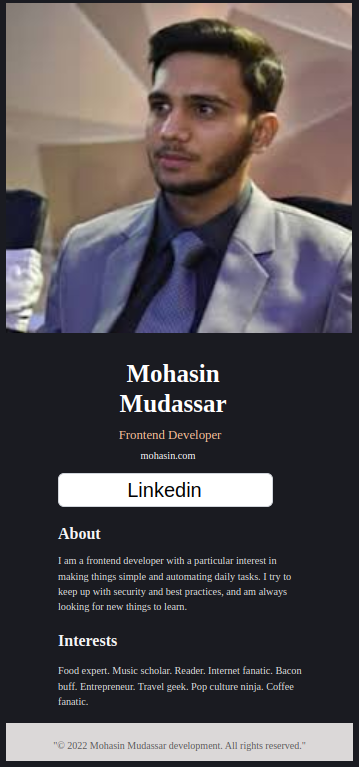 Mohasin
Mudassar
Frontend Developer
mohasin.com
Linkedin
About
I am a frontend developer with a particular interest in
making things simple and automating daily tasks. I try to
keep up with security and best practices, and am always
looking for new things to learn.
Interests
Food expert. Music scholar. Reader. Internet fanatic. Bacon
buff. Entrepreneur. Travel geek. Pop culture ninja. Coffee
fanatic.
"© 2022 Mohasin Mudassar development. All rights reserved."